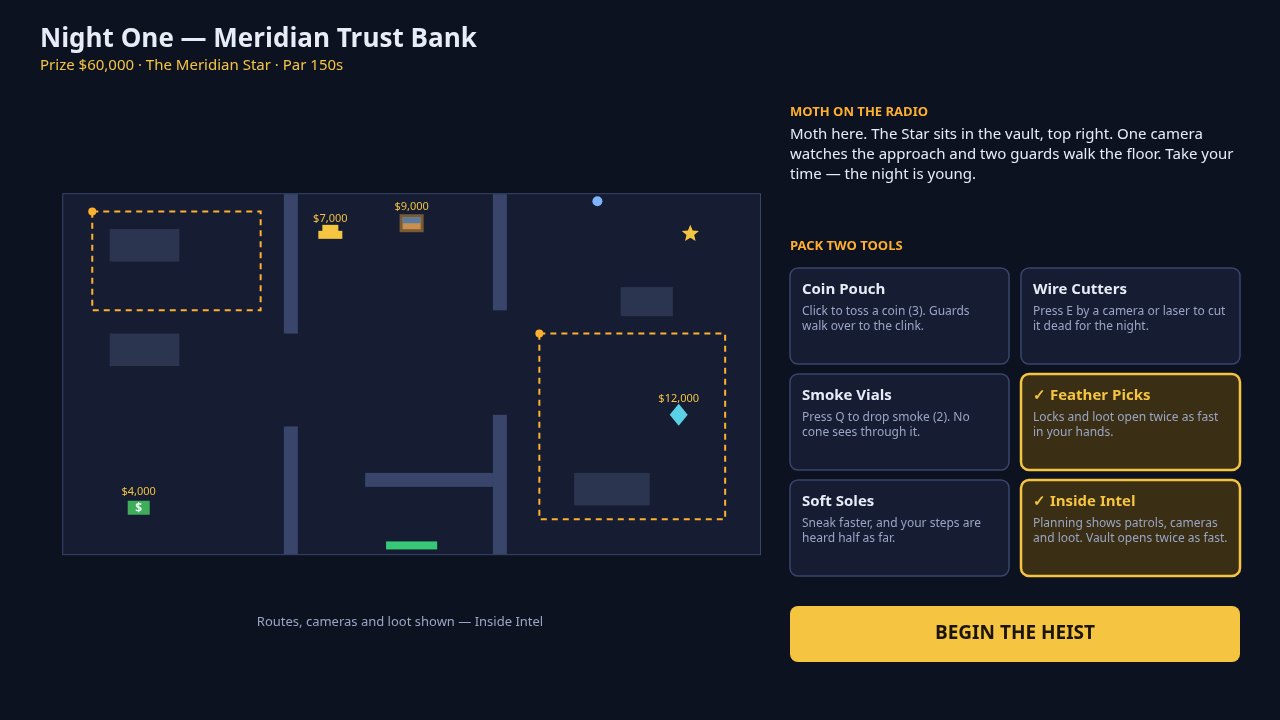 Night One — Meridian Trust Bank
Prize $60,000 · The Meridian Star · Par 150s
MOTH ON THE RADIO
Moth here. The Star sits in the vault, top right. One camera
watches the approach and two guards walk the floor. Take your
time — the night is young.
$7,000
$9,000
$12,000
$4,000
$
Routes, cameras and loot shown — Inside Intel
PACK TWO TOOLS
Coin Pouch
Click to toss a coin (3). Guards
walk over to the clink.
Wire Cutters
Press E by a camera or laser to cut
it dead for the night.
Smoke Vials
Press Q to drop smoke (2). No
cone sees through it.
✓ Feather Picks
Locks and loot open twice as fast
in your hands.
Soft Soles
Sneak faster, and your steps are
heard half as far.
✓ Inside Intel
Planning shows patrols, cameras
and loot. Vault opens twice as fast.
BEGIN THE HEIST